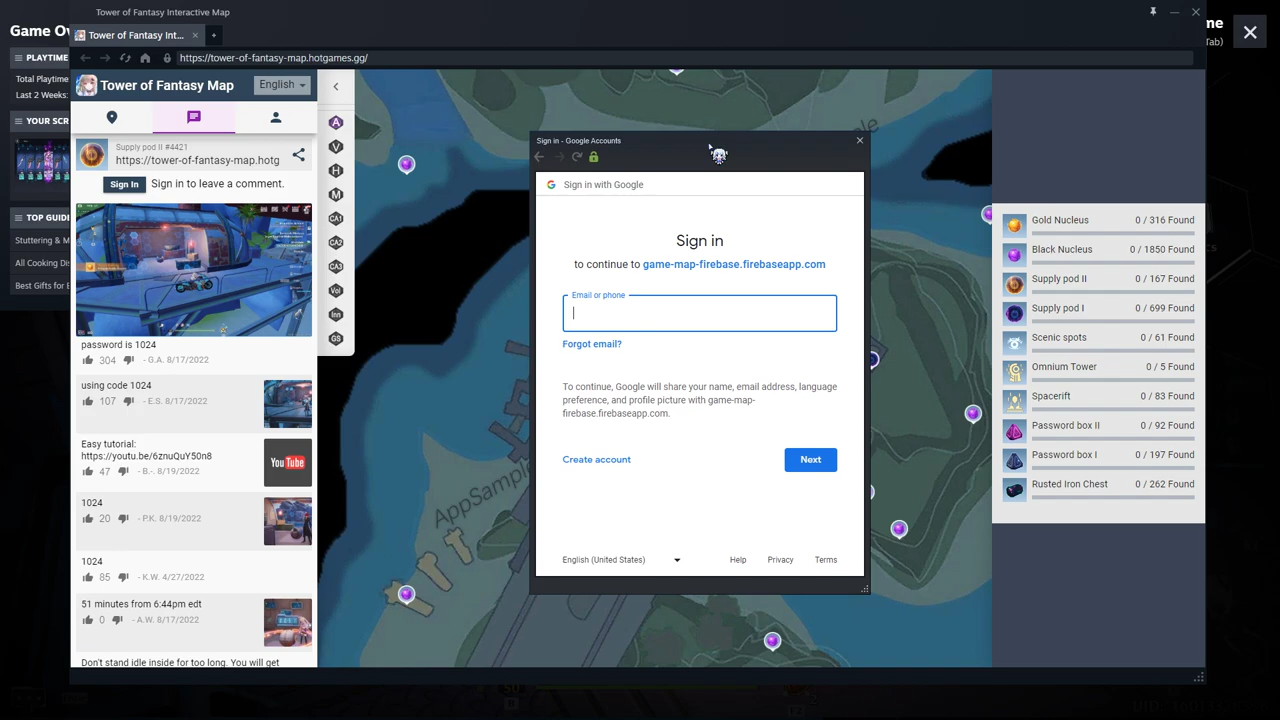 Tower of Fantasy Interactive Map
Game Ov
me
Tab)
Tower of Fantasy Int...
https://tower-of-fantasy-map.hotgames.gg/
PLAYTIME
Total Playtime
Last 2 Weeks:
YOUR SCR
TOP GUIDE
Stuttering & M
All Cooking Dis
Best Gifts for E
Tower of Fantasy Map
English
Supply pod II #4421
https://tower-of-fantasy-map.hotg
Sign In
Sign in to leave a comment.
password is 1024
304 - G.A. 8/17/2022
using code 1024
107 - E.S. 8/17/2022
Easy tutorial:
https://youtu.be/6znuQuY50n8
47 - B.-. 8/19/2022
YouTube
1024
20 - P.K. 8/19/2022
1024
85 - K.W. 4/27/2022
51 minutes from 6:44pm edt
0 - A.W. 8/17/2022
Don't stand idle inside for too long. You will get
A
V
H
M
CA1
CA2
CA3
Vol
Inn
GS
AppSample
Sign in - Google Accounts
Sign in with Google
Sign in
to continue to game-map-firebase.firebaseapp.com
Email or phone
Forgot email?
To continue, Google will share your name, email address, language
preference, and profile picture with game-map-
firebase.firebaseapp.com.
Create account
Next
English (United States)
Help
Privacy
Terms
Gold Nucleus 0 / 316 Found
Black Nucleus 0 / 1850 Found
Supply pod II 0 / 167 Found
Supply pod I 0 / 699 Found
Scenic spots 0 / 61 Found
Omnium Tower 0 / 5 Found
Spacerift 0 / 83 Found
Password box II 0 / 92 Found
Password box I 0 / 197 Found
Rusted Iron Chest 0 / 262 Found